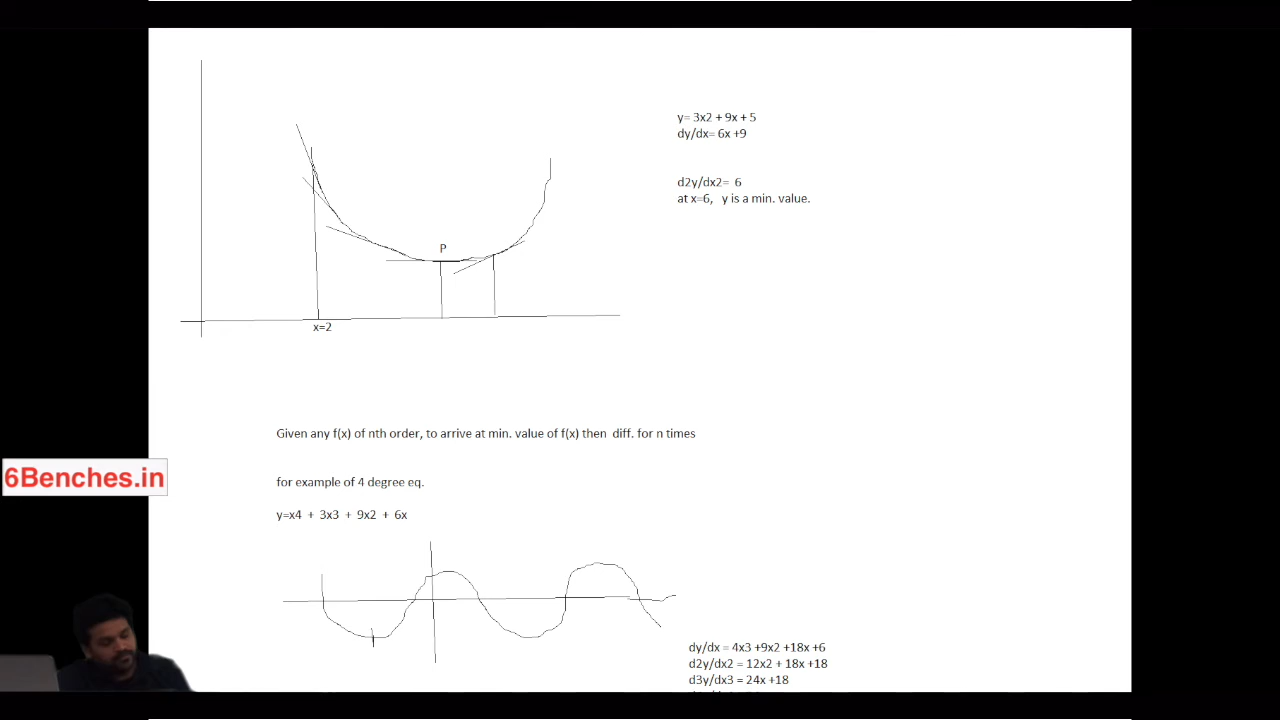 y= 3x2 + 9x + 5
dy/dx= 6x +9
d2y/dx2= 6
at x=6, y is a min. value.
P
x=2
Given any f(x) of nth order, to arrive at min. value of f(x) then diff. for n times
6Benches.in
for example of 4 degree eq.
y=x4 + 3x3 + 9x2 + 6x
dy/dx = 4x3 +9x2 +18x +6
d2y/dx2 = 12x2 + 18x +18
d3y/dx3 = 24x +18